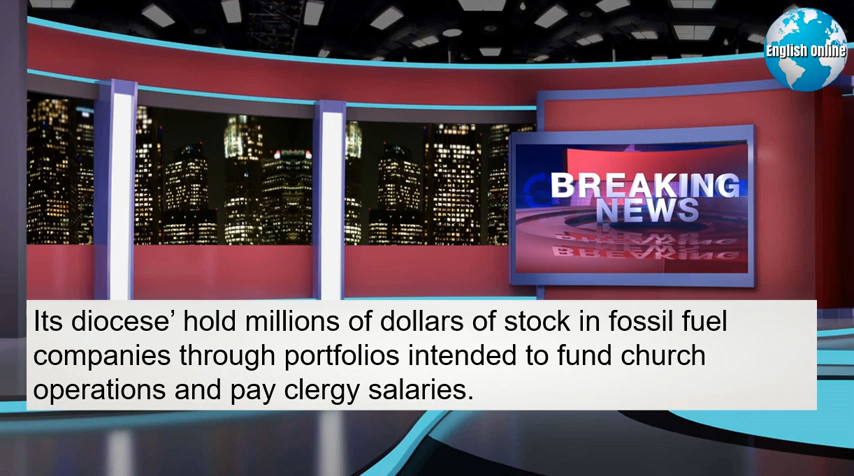 English Online
BREAKING
NEWS
BREAKING
Its diocese’ hold millions of dollars of stock in fossil fuel
companies through portfolios intended to fund church
operations and pay clergy salaries.